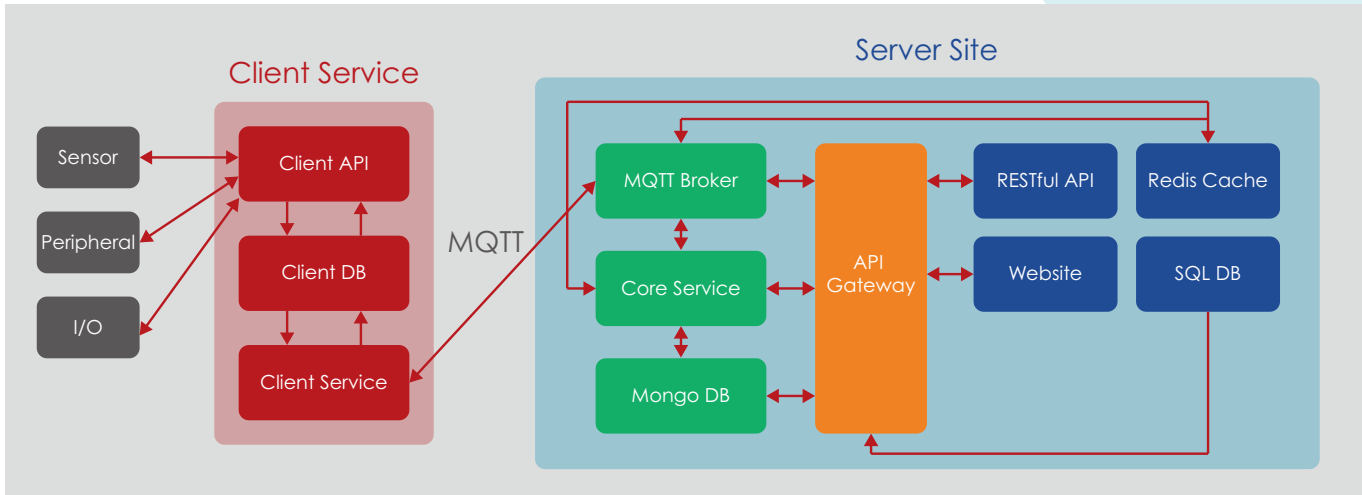 Server Site
Client Service
Sensor
Client API
MQTT Broker
RESTful API
Redis Cache
Peripheral
MQTT
Client DB
Core Service
API
Gateway
Website
SQL DB
I/O
Client Service
Mongo DB